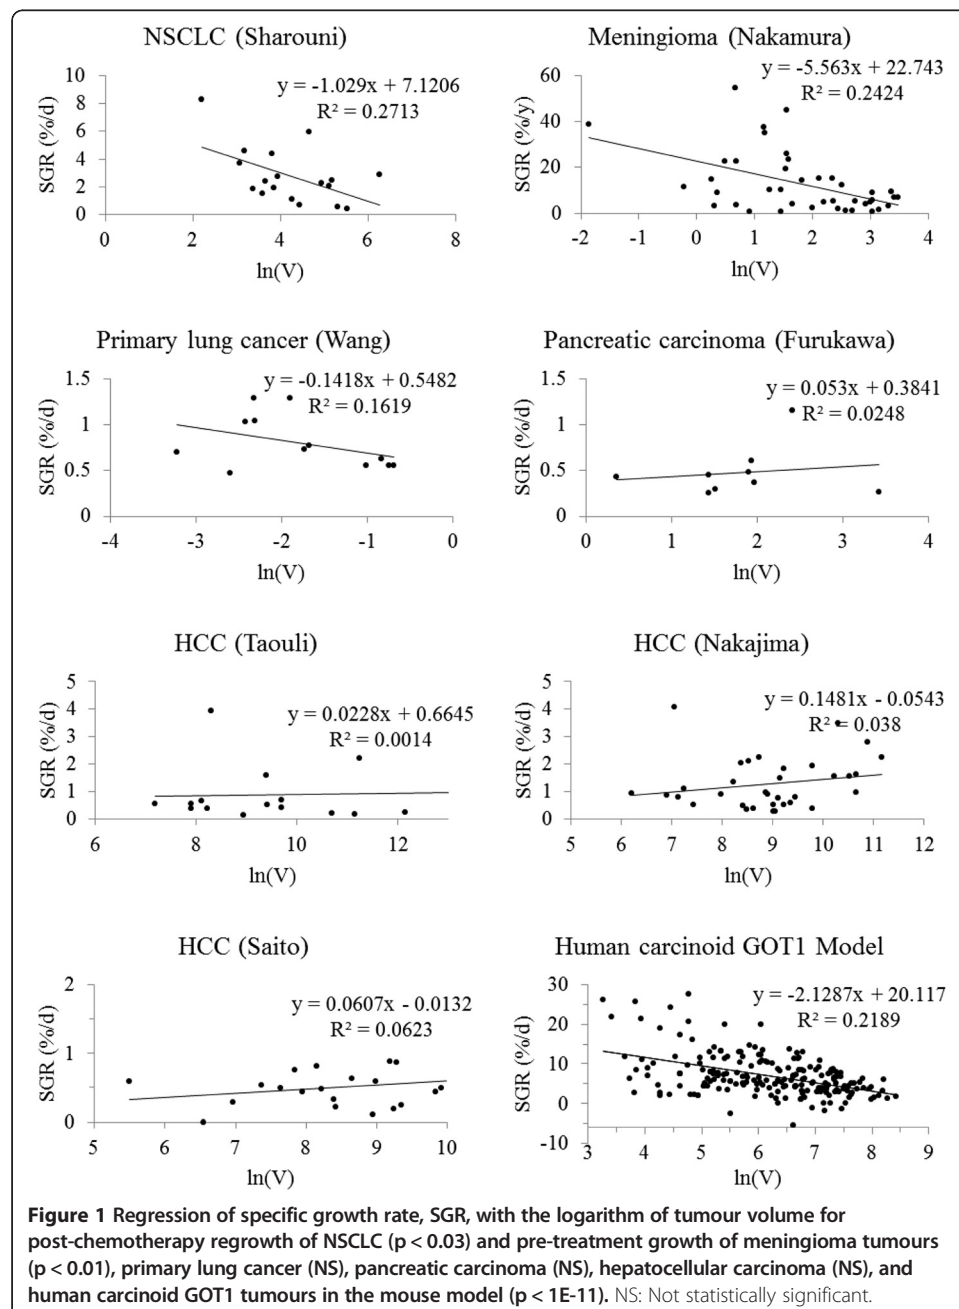 NSCLC (Sharouni)
y = -1.029x + 7.1206
R² = 0.2713
SGR (%/d)
10
8
6
4
2
0
0 2 4 6 8
ln(V)
Meningioma (Nakamura)
y = -5.563x + 22.743
R² = 0.2424
SGR (%/y)
60
40
20
0
-2 -1 0 1 2 3 4
ln(V)
Primary lung cancer (Wang)
y = -0.1418x + 0.5482
R² = 0.1619
SGR (%/d)
1.5
1
0.5
0
-4 -3 -2 -1 0
ln(V)
Pancreatic carcinoma (Furukawa)
y = 0.053x + 0.3841
R² = 0.0248
SGR (%/d)
1.5
1
0.5
0
0 1 2 3 4
ln(V)
HCC (Taouli)
y = 0.0228x + 0.6645
R² = 0.0014
SGR (%/d)
5
4
3
2
1
0
6 8 10 12
ln(V)
HCC (Nakajima)
y = 0.1481x - 0.0543
R² = 0.038
SGR (%/d)
5
4
3
2
1
0
5 6 7 8 9 10 11 12
ln(V)
HCC (Saito)
y = 0.0607x - 0.0132
R² = 0.0623
SGR (%/d)
2
1
0
5 6 7 8 9 10
ln(V)
Human carcinoid GOT1 Model
y = -2.1287x + 20.117
R² = 0.2189
SGR (%/d)
30
20
10
0
-10
3 4 5 6 7 8 9
ln(V)
Figure 1 Regression of specific growth rate, SGR, with the logarithm of tumour volume for
post-chemotherapy regrowth of NSCLC (p < 0.03) and pre-treatment growth of meningioma tumours
(p < 0.01), primary lung cancer (NS), pancreatic carcinoma (NS), hepatocellular carcinoma (NS), and
human carcinoid GOT1 tumours in the mouse model (p < 1E-11). NS: Not statistically significant.